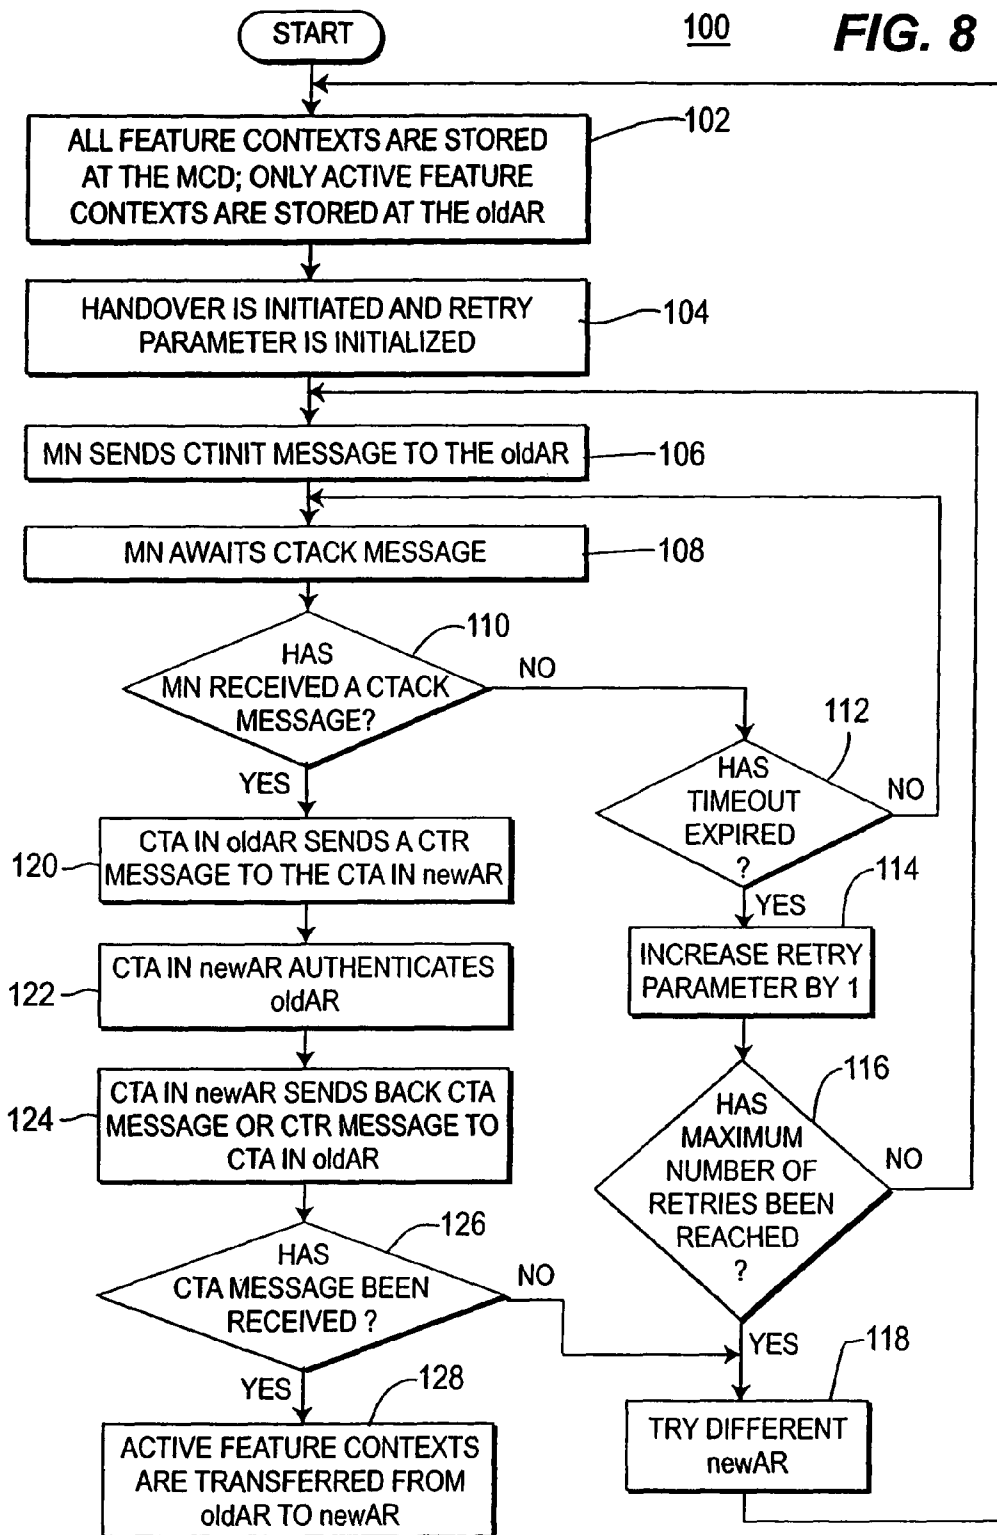 START
100
FIG. 8
ALL FEATURE CONTEXTS ARE STORED
AT THE MCD; ONLY ACTIVE FEATURE
CONTEXTS ARE STORED AT THE oldAR
102
HANDOVER IS INITIATED AND RETRY
PARAMETER IS INITIALIZED
104
MN SENDS CTINIT MESSAGE TO THE oldAR
106
MN AWAITS CTACK MESSAGE
108
HAS
MN RECEIVED A CTACK
MESSAGE?
110
NO
YES
HAS
TIMEOUT
EXPIRED
?
112
NO
YES
CTA IN oldAR SENDS A CTR
MESSAGE TO THE CTA IN newAR
120
INCREASE RETRY
PARAMETER BY 1
114
CTA IN newAR AUTHENTICATES
oldAR
122
CTA IN newAR SENDS BACK CTA
MESSAGE OR CTR MESSAGE TO
CTA IN oldAR
124
HAS
MAXIMUM
NUMBER OF
RETRIES BEEN
REACHED
?
116
NO
YES
HAS
CTA MESSAGE BEEN
RECEIVED ?
126
NO
YES
ACTIVE FEATURE CONTEXTS
ARE TRANSFERRED FROM
oldAR TO newAR
128
TRY DIFFERENT
newAR
118